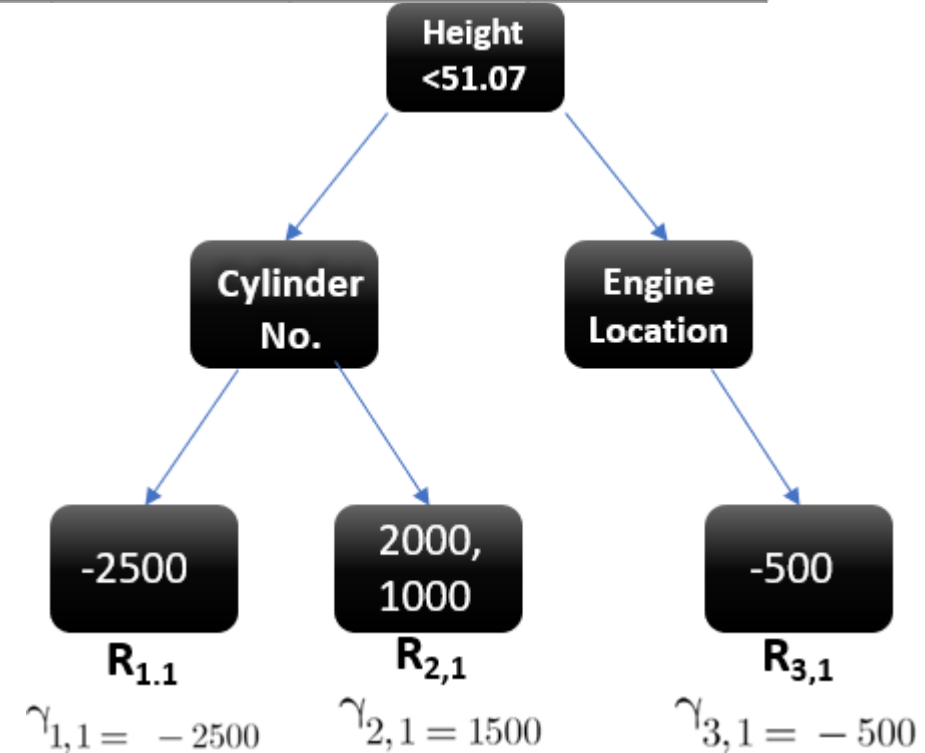 Height
<51.07
Cylinder
No.
Engine
Location
-2500
2000,
1000
-500
R1.1
R2,1
R3,1
γ1,1 = −2500
γ2,1 = 1500
γ3,1 = −500